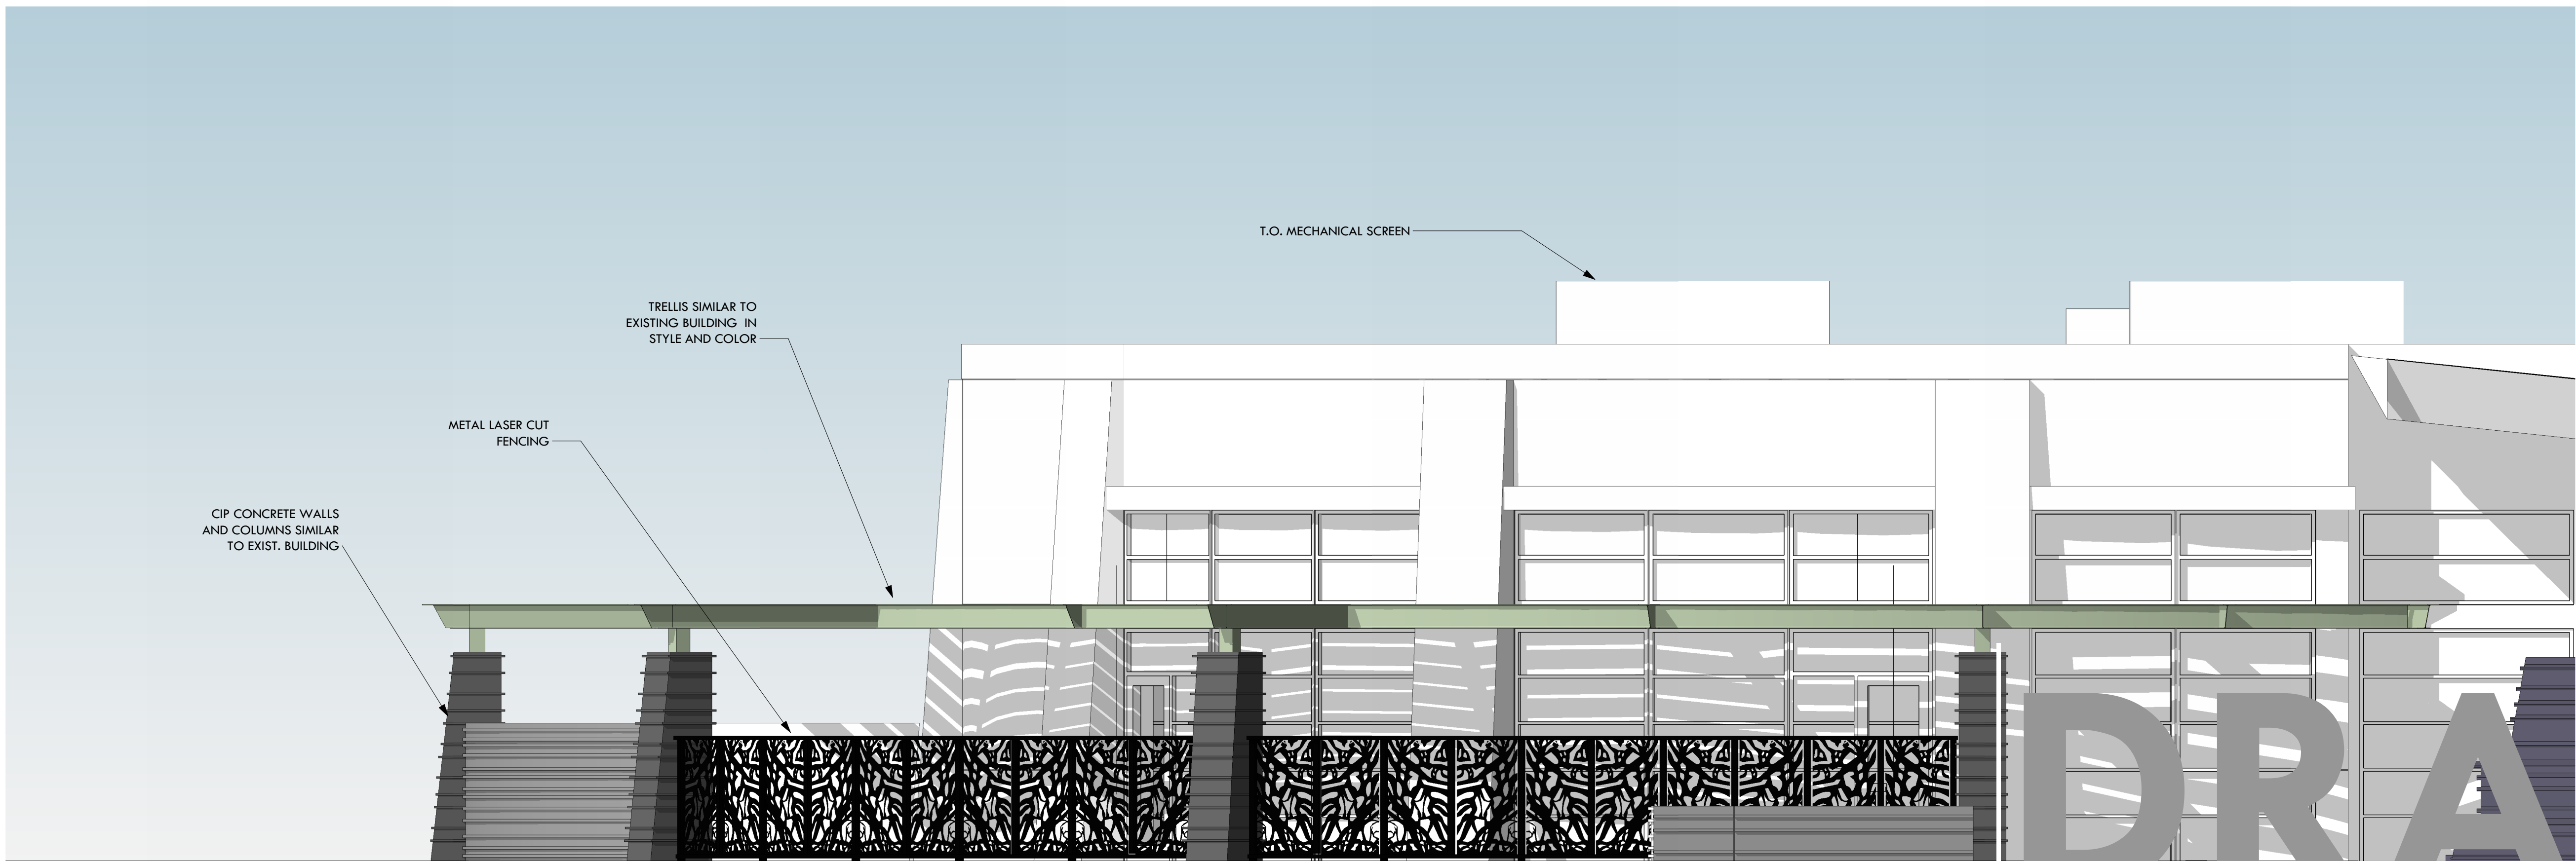 T.O. MECHANICAL SCREEN
TRELLIS SIMILAR TO
EXISTING BUILDING IN
STYLE AND COLOR
METAL LASER CUT
FENCING
CIP CONCRETE WALLS
AND COLUMNS SIMILAR
TO EXIST. BUILDING
DRA